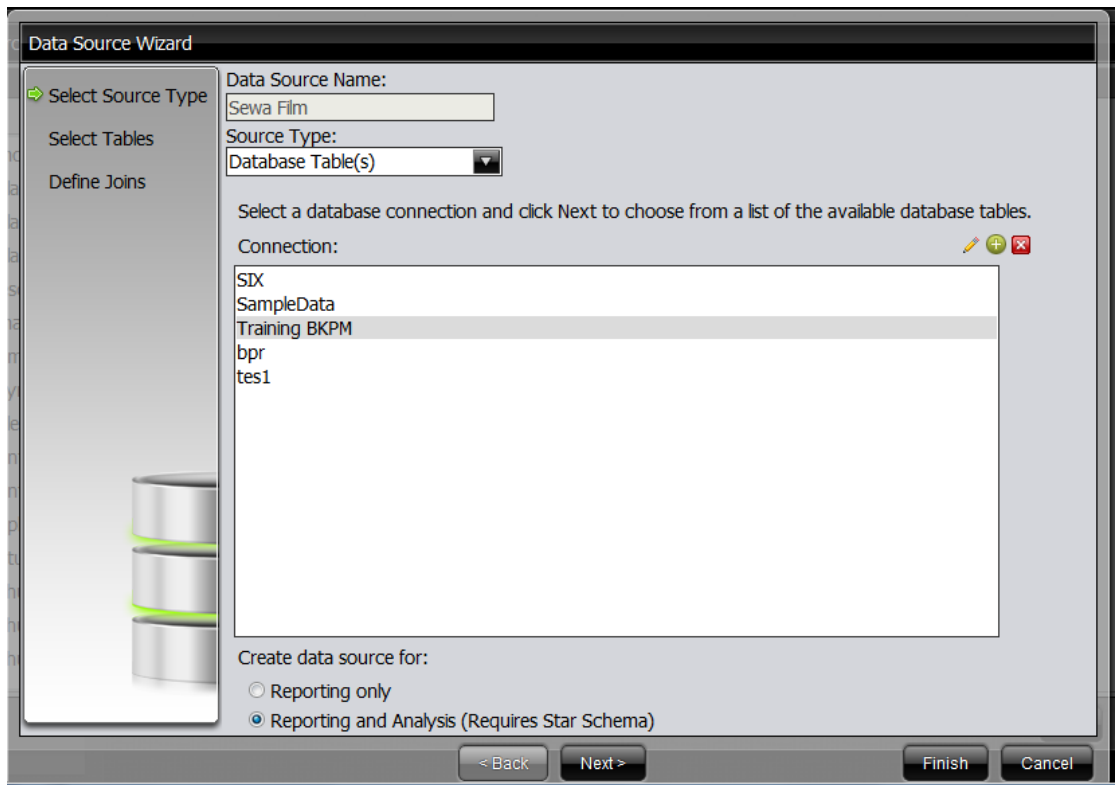 Data Source Wizard
Select Source Type
Select Tables
Define Joins
Data Source Name:
Sewa Film
Source Type:
Database Table(s)
Select a database connection and click Next to choose from a list of the available database tables.
Connection:
SIX
SampleData
Training BKPM
bpr
tes1
Create data source for:
Reporting only
Reporting and Analysis (Requires Star Schema)
< Back
Next >
Finish
Cancel